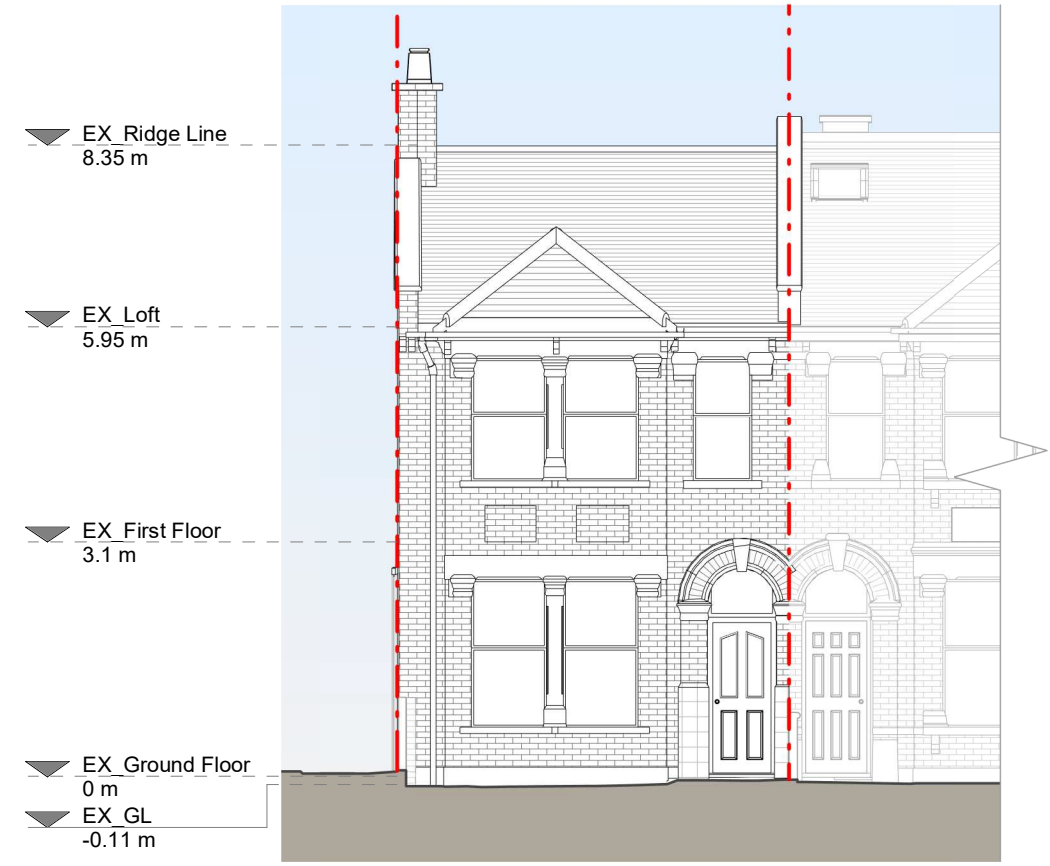 EX_Ridge Line
8.35 m
EX_Loft
5.95 m
EX_First Floor
3.1 m
EX_Ground Floor
0 m
EX_GL
-0.11 m